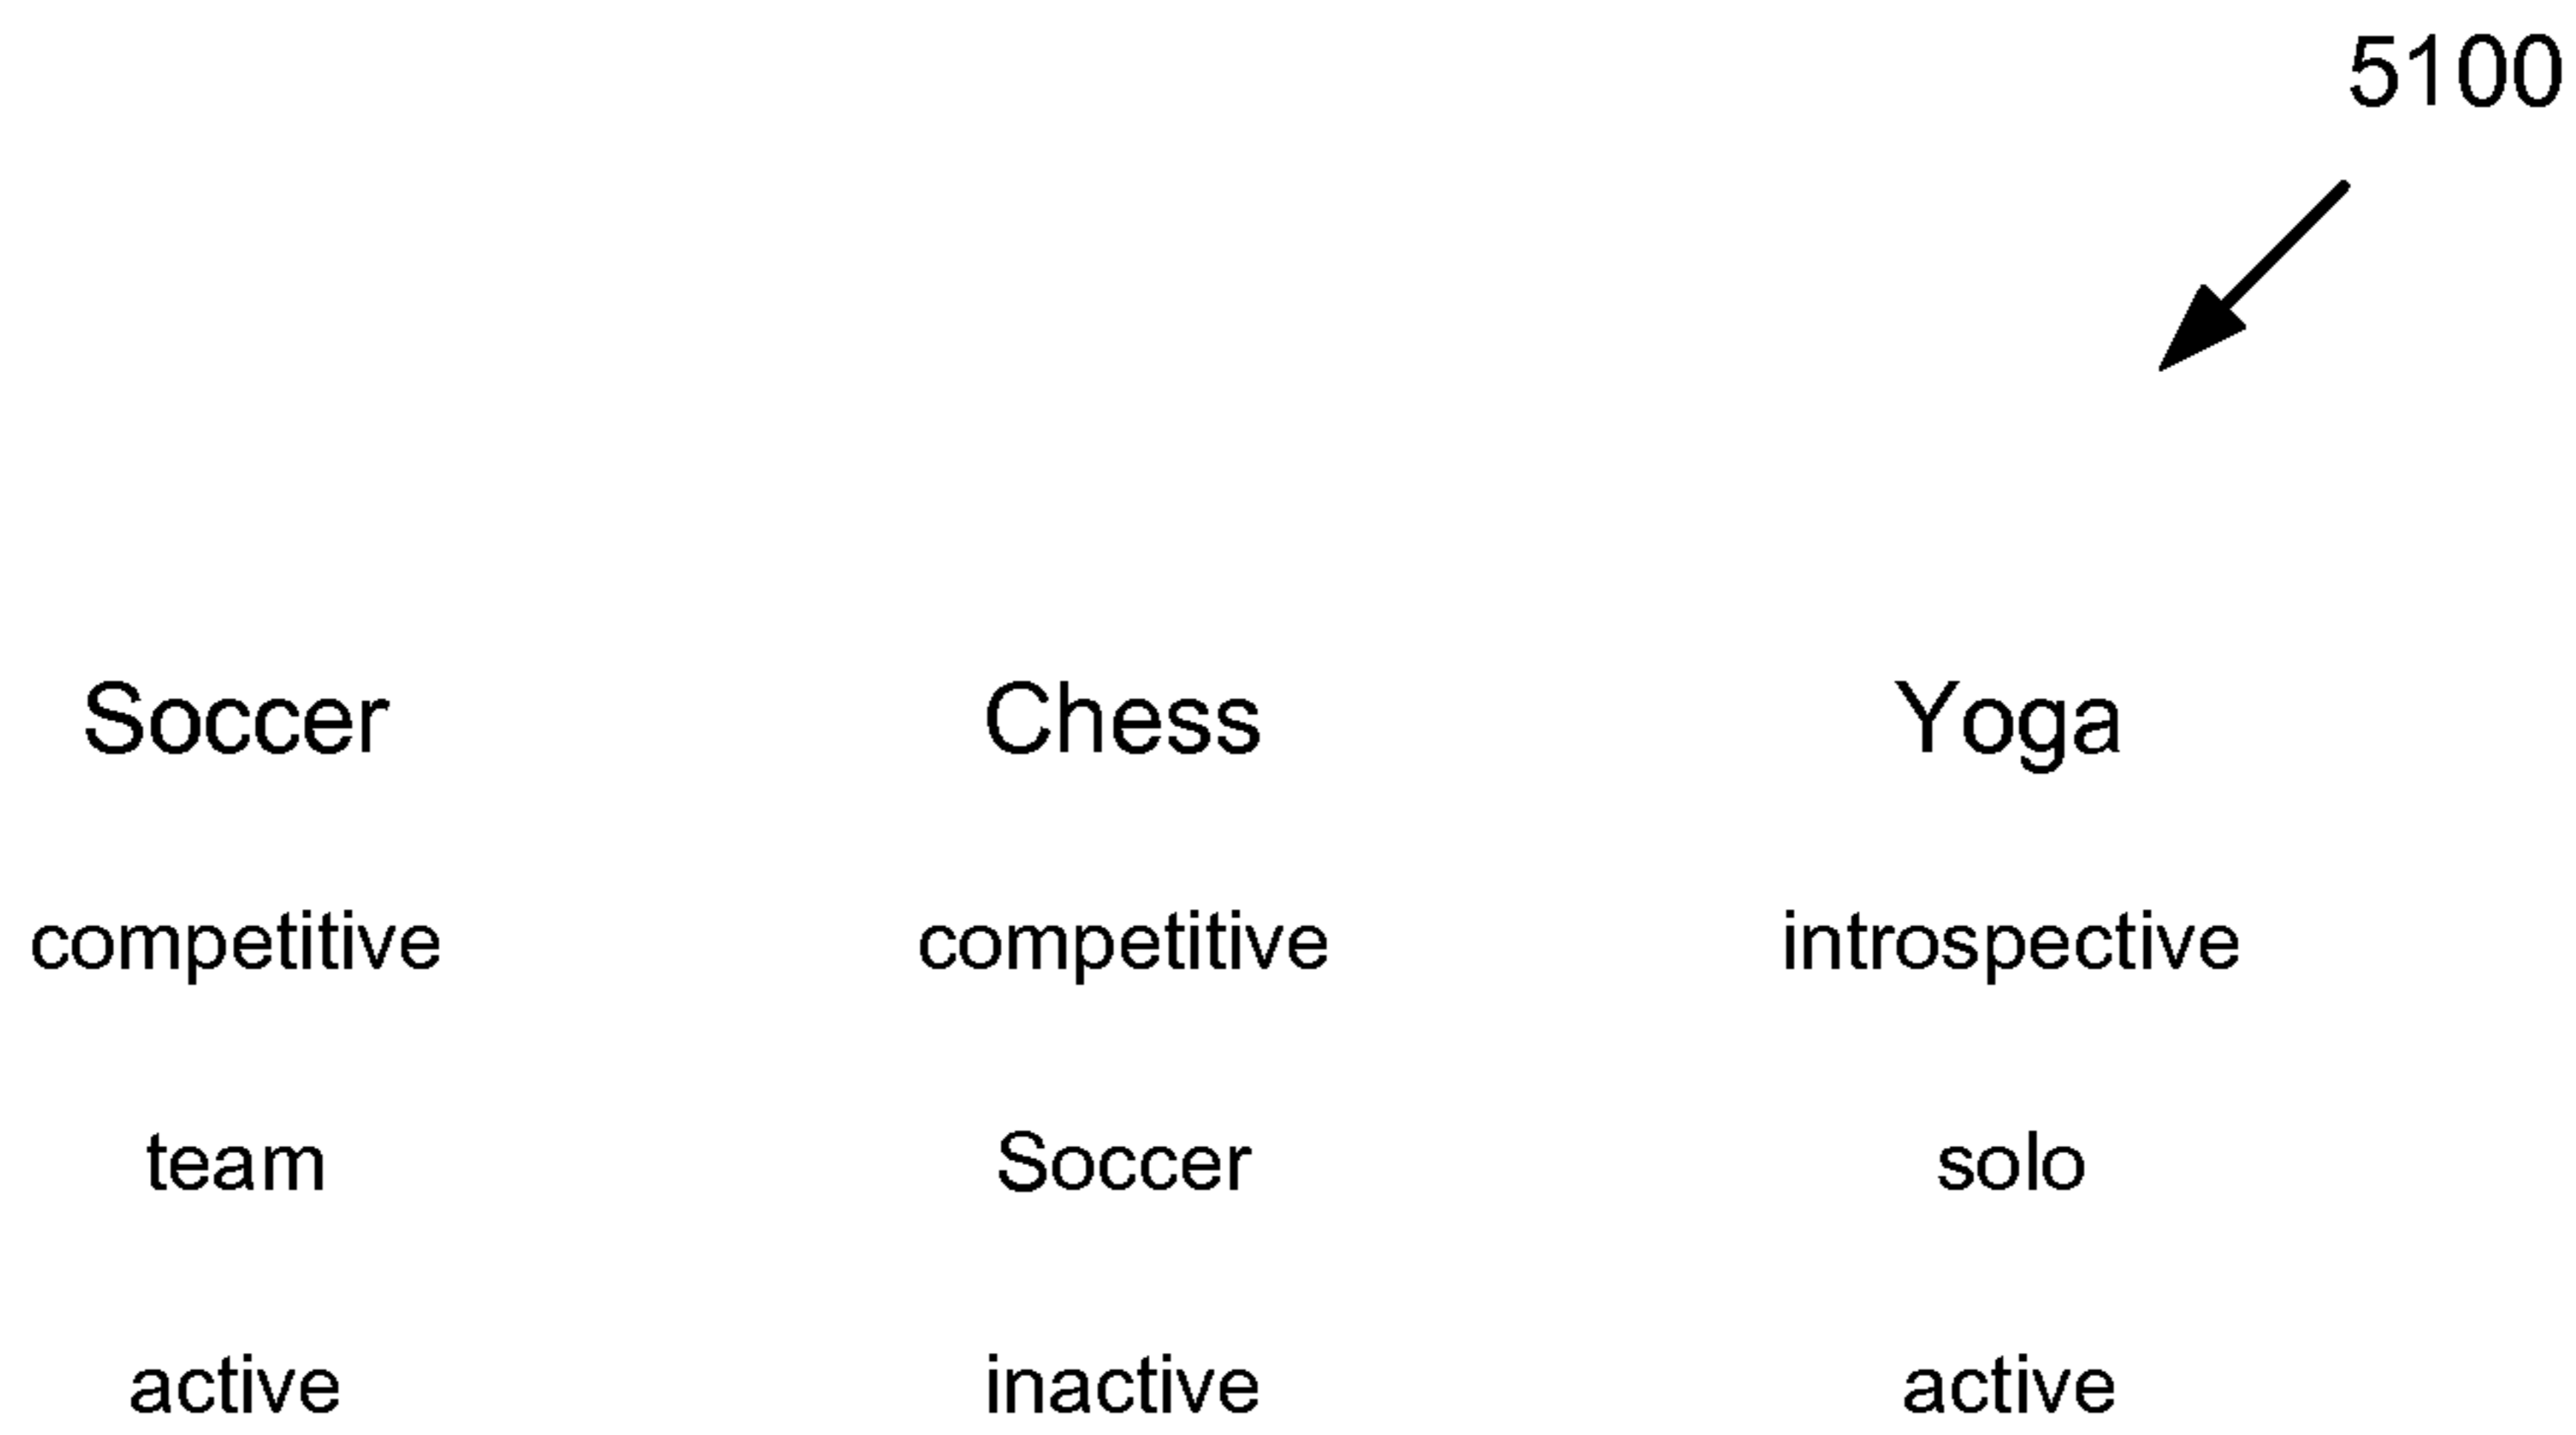 5100
Soccer Chess Yoga
competitive competitive introspective
team Soccer solo
active inactive active